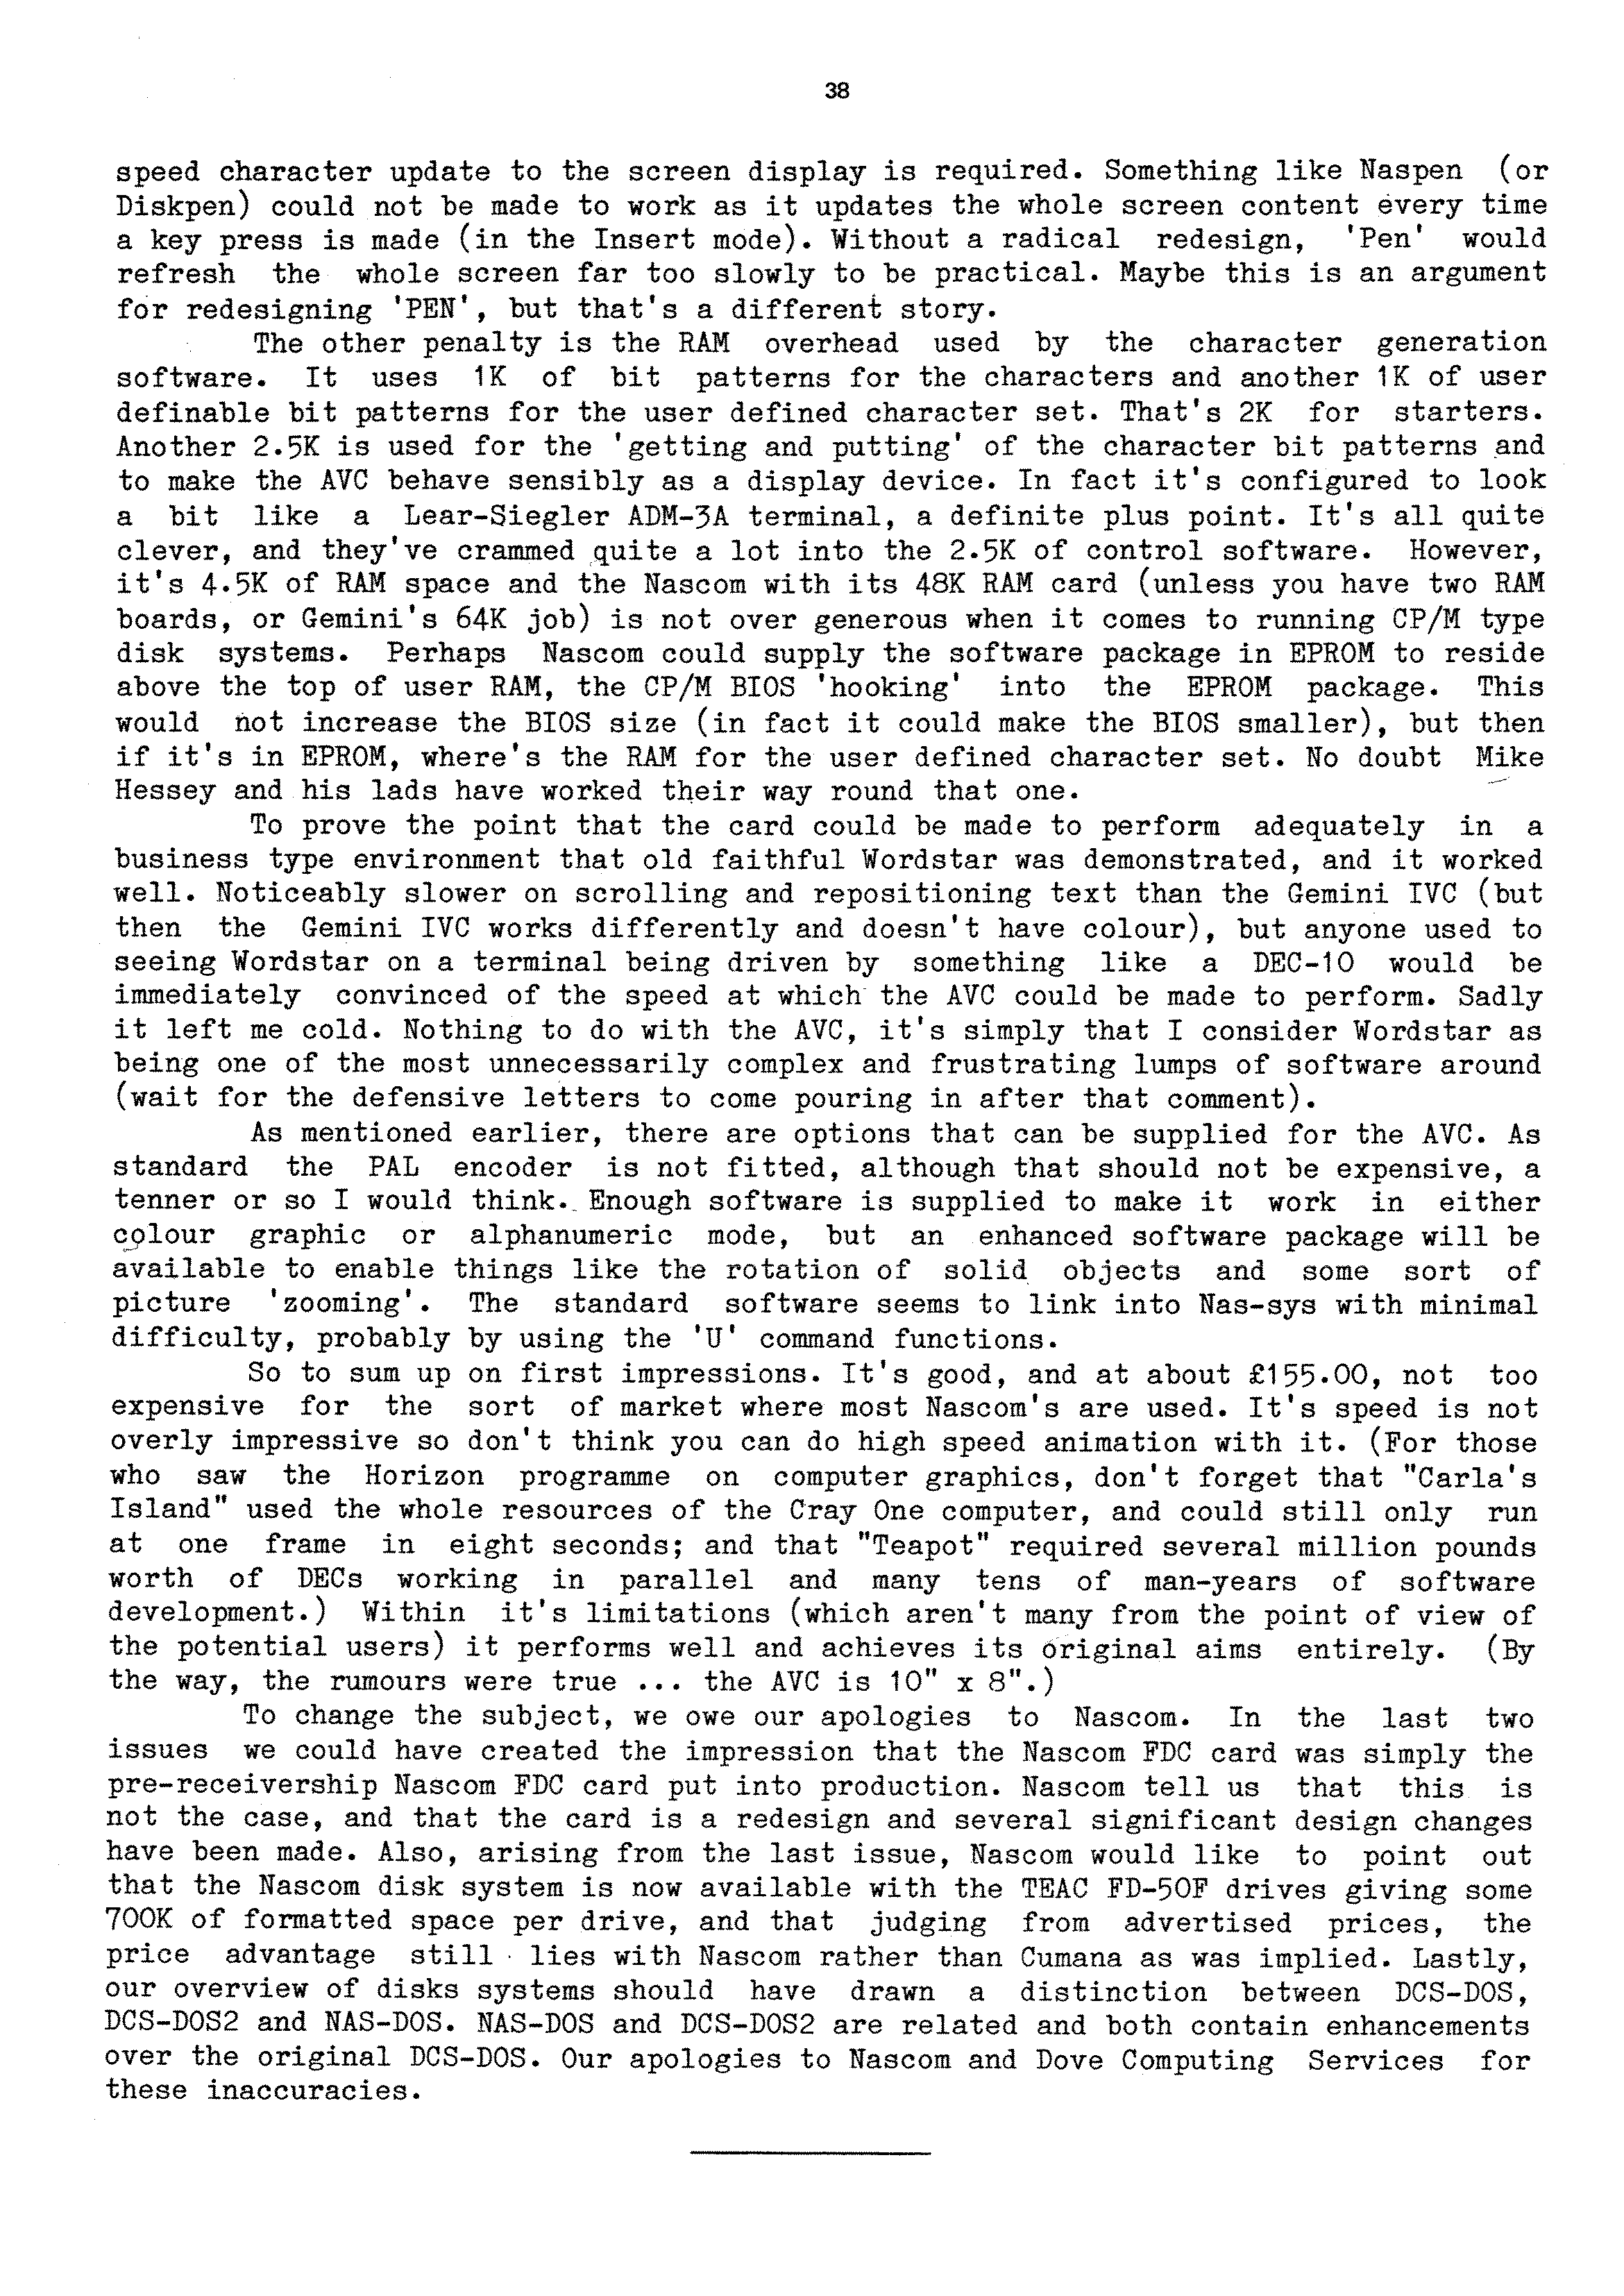 38
speed character update to the screen display is required. Something like Naspen (or
Diskpen) could not be made to work as it updates the whole screen content every time
a key press is made (in the Insert mode). Without a radical redesign, 'Pen' would
refresh the whole screen far too slowly to be practical. Maybe this is an argument
for redesigning 'PEN', but that's a different story.
The other penalty is the RAM overhead used by the character generation
software. It uses 1K of bit patterns for the characters and another 1K of user
definable bit patterns for the user defined character set. That's 2K for starters.
Another 2.5K is used for the 'getting and putting' of the character bit patterns and
to make the AVC behave sensibly as a display device. In fact it's configured to look
a bit like a Lear-Siegler ADM-3A terminal, a definite plus point. It's all quite
clever, and they've crammed quite a lot into the 2.5K of control software. However,
it's 4.5K of RAM space and the Nascom with its 48K RAM card (unless you have two RAM
boards, or Gemini's 64K job) is not over generous when it comes to running CP/M type
disk systems. Perhaps Nascom could supply the software package in EPROM to reside
above the top of user RAM, the CP/M BIOS 'hooking' into the EPROM package. This
would not increase the BIOS size (in fact it could make the BIOS smaller), but then
if it's in EPROM, where's the RAM for the user defined character set. No doubt Mike
Hessey and his lads have worked their way round that one.
To prove the point that the card could be made to perform adequately in a
business type environment that old faithful Wordstar was demonstrated, and it worked
well. Noticeably slower on scrolling and repositioning text than the Gemini IVC (but
then the Gemini IVC works differently and doesn't have colour), but anyone used to
seeing Wordstar on a terminal being driven by something like a DEC-10 would be
immediately convinced of the speed at which the AVC could be made to perform. Sadly
it left me cold. Nothing to do with the AVC, it's simply that I consider Wordstar as
being one of the most unnecessarily complex and frustrating lumps of software around
(wait for the defensive letters to come pouring in after that comment).
As mentioned earlier, there are options that can be supplied for the AVC. As
standard the PAL encoder is not fitted, although that should not be expensive, a
tenner or so I would think. Enough software is supplied to make it work in either
colour graphic or alphanumeric mode, but an enhanced software package will be
available to enable things like the rotation of solid objects and some sort of
picture 'zooming'. The standard software seems to link into Nas-sys with minimal
difficulty, probably by using the 'U' command functions.
So to sum up on first impressions. It's good, and at about £155.00, not too
expensive for the sort of market where most Nascom's are used. It's speed is not
overly impressive so don't think you can do high speed animation with it. (For those
who saw the Horizon programme on computer graphics, don't forget that "Carla's
Island" used the whole resources of the Cray One computer, and could still only run
at one frame in eight seconds; and that "Teapot" required several million pounds
worth of DECs working in parallel and many tens of man-years of software
development.) Within it's limitations (which aren't many from the point of view of
the potential users) it performs well and achieves its original aims entirely. (By
the way, the rumours were true ... the AVC is 10" x 8".)
To change the subject, we owe our apologies to Nascom. In the last two
issues we could have created the impression that the Nascom FDC card was simply the
pre-receivership Nascom FDC card put into production. Nascom tell us that this is
not the case, and that the card is a redesign and several significant design changes
have been made. Also, arising from the last issue, Nascom would like to point out
that the Nascom disk system is now available with the TEAC FD-50F drives giving some
700K of formatted space per drive, and that judging from advertised prices, the
price advantage still lies with Nascom rather than Cumana as was implied. Lastly,
our overview of disks systems should have drawn a distinction between DCS-DOS,
DCS-DOS2 and NAS-DOS. NAS-DOS and DCS-DOS2 are related and both contain enhancements
over the original DCS-DOS. Our apologies to Nascom and Dove Computing Services for
these inaccuracies.